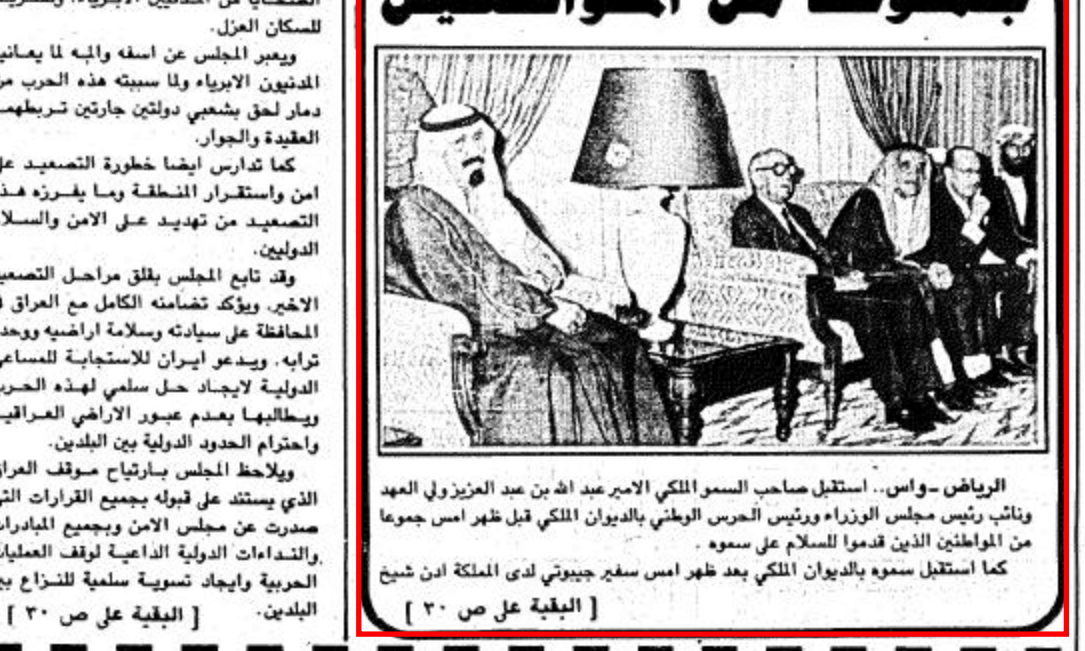 للسكان العزل.
ويعبر المجلس عن اسفه والمه لما يعانيه
المدنيون الابرياء ولما سببته هذه الحرب من
دمار لحق بشعبي دولتين جارتين تربطهما
العقيدة والجوار.
كما تدارس ايضا خطورة التصعيد على
امن واستقرار المنطقة وما يفرزه هذا
التصعيد من تهديد على الامن والسلام
الدوليين.
وقد تابع المجلس بقلق مراحل التصعيد
الاخير. ويؤكد تضامنه الكامل مع العراق في
المحافظة على سيادته وسلامة اراضيه ووحدة
ترابه. ويدعو ايران للاستجابة للمساعي
الدولية لايجاد حل سلمي لهذه الحرب
ويطالبها بعدم عبور الاراضي العراقية
واحترام الحدود الدولية بين البلدين.
ويلاحظ المجلس بارتياح موقف العراق
الذي يستند على قبوله بجميع القرارات التي
صدرت عن مجلس الامن وبجميع المبادرات
والنداءات الدولية الداعية لوقف العمليات
الحربية وايجاد تسوية سلمية للنزاع بين
البلدين.
[ البقية على ص ٣٠ ]
الرياض - واس.. استقبل صاحب السمو الملكي الامير عبد الله بن عبد العزيز ولي العهد
ونائب رئيس مجلس الوزراء ورئيس الحرس الوطني بالديوان الملكي قبل ظهر امس جموعا
من المواطنين الذين قدموا للسلام على سموه .
كما استقبل سموه بالديوان الملكي بعد ظهر امس سفير جيبوتي لدى المملكة ادن شيخ
[ البقية على ص ٣٠ ]